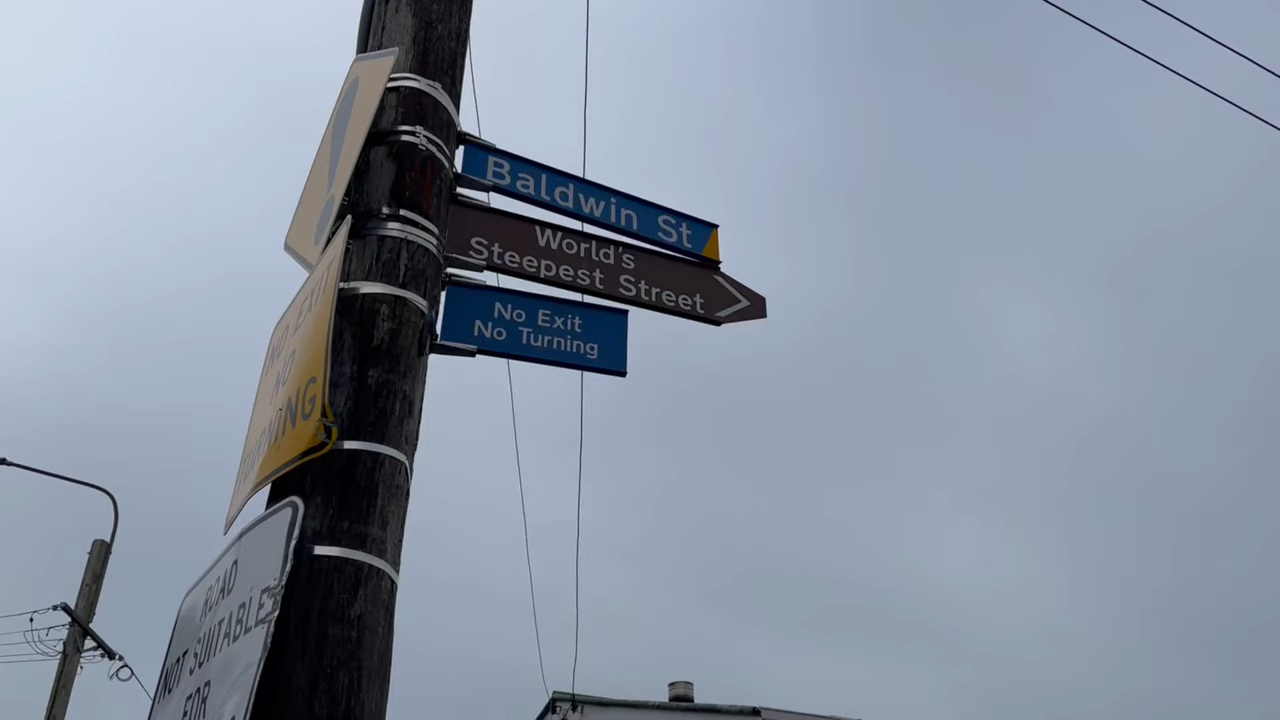 Baldwin St
World's
Steepest Street
No Exit
No Turning
NO EXIT
NO
TURNING
ROAD
NOT SUITABLE
FOR